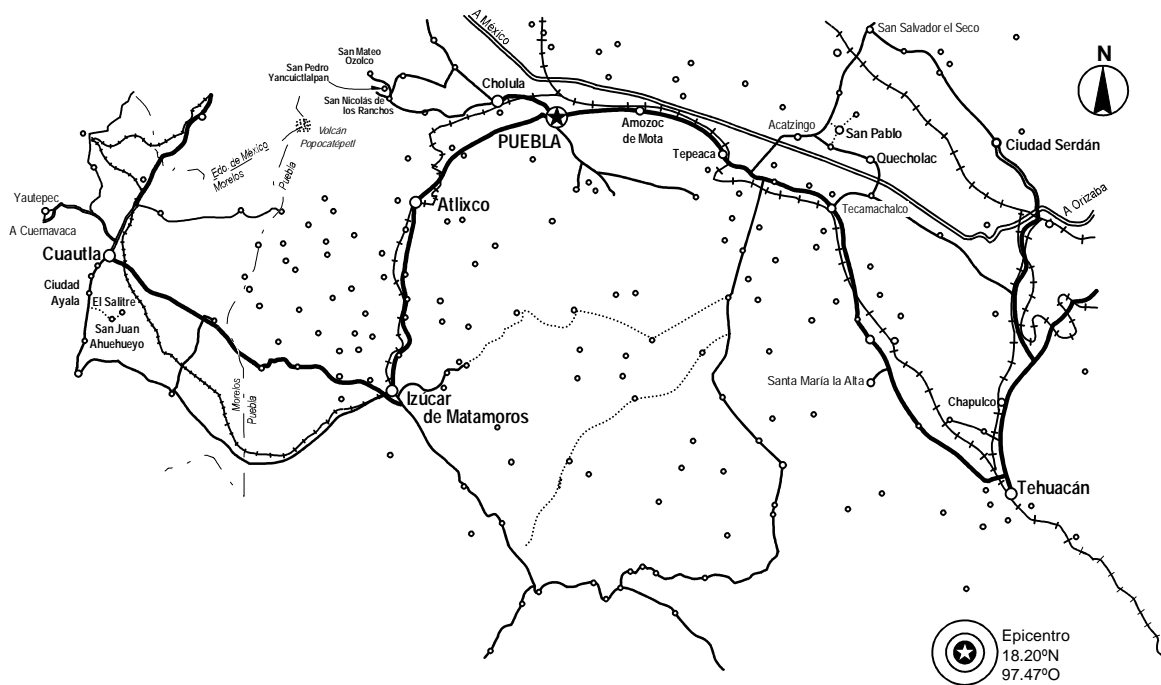 A México
San Salvador el Seco
N
San Mateo
Ozolco
San Pedro
Yancuictlalpan
San Nicolás de
los Ranchos
Cholula
PUEBLA
Amozoc
de Mota
Acatzingo
San Pablo
Tepeaca
Quecholac
Ciudad Serdán
Volcán
Popocatépetl
Edo. de México
Morelos
Puebla
Yautepec
A Cuernavaca
Atlixco
Tecamachalco
A Orizaba
Cuautla
Ciudad
Ayala
El Salitre
San Juan
Ahuehueyo
Morelos
Puebla
Izúcar
de Matamoros
Santa María la Alta
Chapulco
Tehuacán
Epicentro
18.20ºN
97.47ºO